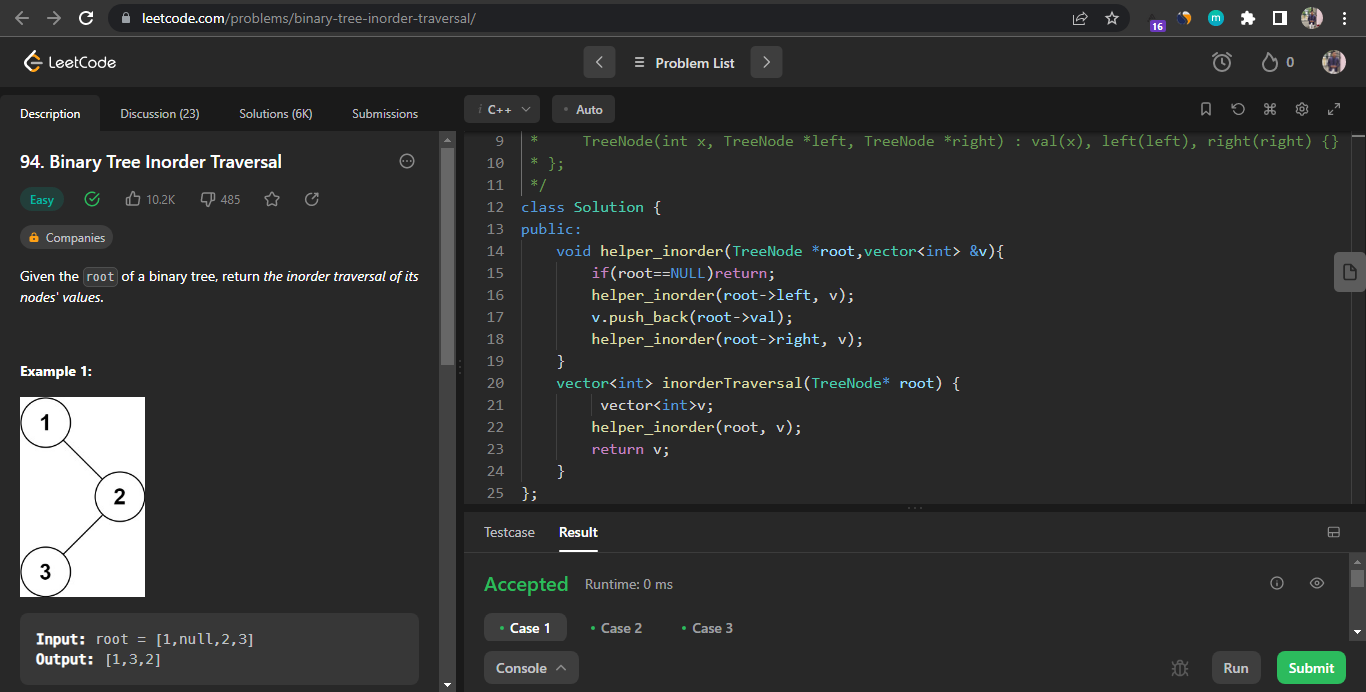 leetcode.com/problems/binary-tree-inorder-traversal/
16
m
LeetCode
Problem List
0
Description
Discussion (23)
Solutions (6K)
Submissions
94. Binary Tree Inorder Traversal
Easy
10.2K
485
Companies
Given the root of a binary tree, return the inorder traversal of its
nodes' values.
Example 1:
1
2
3
Input: root = [1,null,2,3]
Output: [1,3,2]
i C++
Auto
9 *     TreeNode(int x, TreeNode *left, TreeNode *right) : val(x), left(left), right(right) {}
10 * };
11 */
12 class Solution {
13 public:
14     void helper_inorder(TreeNode *root,vector<int> &v){
15         if(root==NULL)return;
16         helper_inorder(root->left, v);
17         v.push_back(root->val);
18         helper_inorder(root->right, v);
19     }
20     vector<int> inorderTraversal(TreeNode* root) {
21          vector<int>v;
22         helper_inorder(root, v);
23         return v;
24     }
25 };
Testcase
Result
Accepted
Runtime: 0 ms
Case 1
Case 2
Case 3
Console
Run
Submit